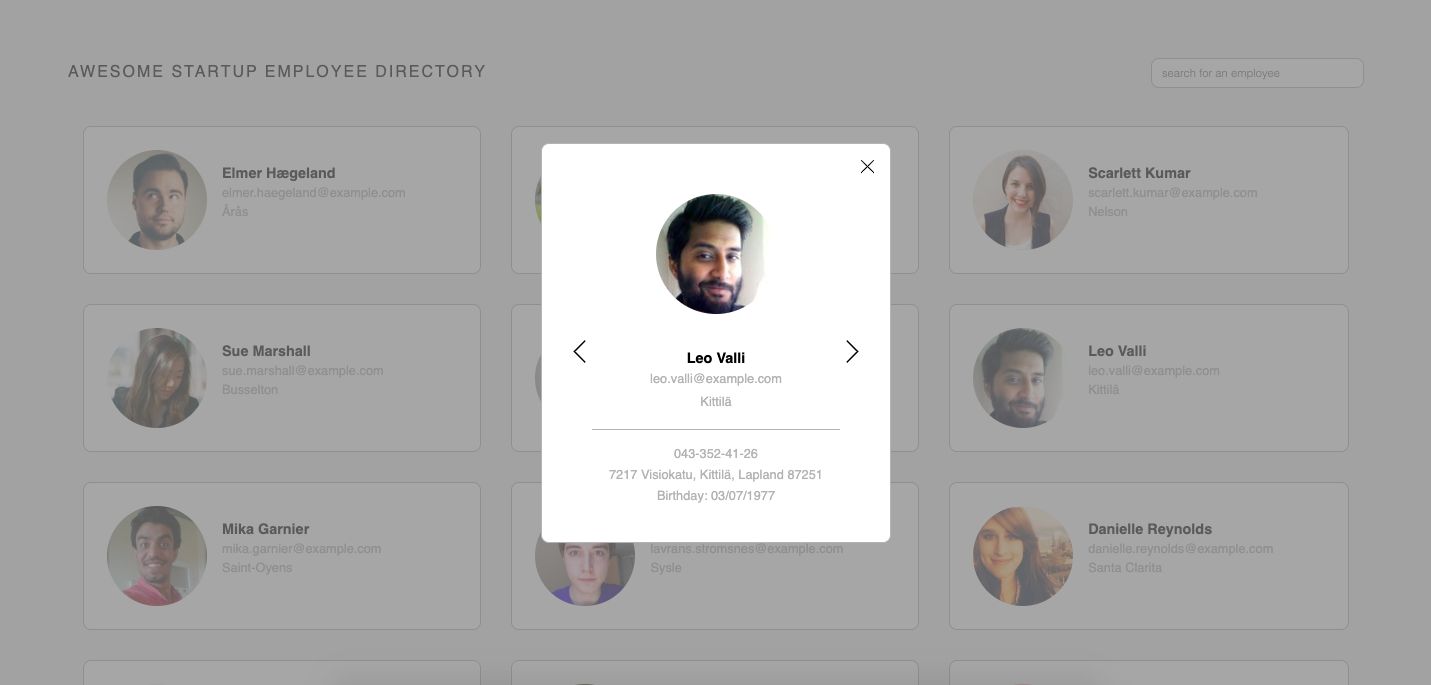 AWESOME STARTUP EMPLOYEE DIRECTORY
search for an employee
Elmer Hægeland
elmer.haegeland@example.com
Årås
Scarlett Kumar
scarlett.kumar@example.com
Nelson
Sue Marshall
sue.marshall@example.com
Busselton
Leo Valli
leo.valli@example.com
Kittilä
043-352-41-26
7217 Visiokatu, Kittilä, Lapland 87251
Birthday: 03/07/1977
Leo Valli
leo.valli@example.com
Kittilä
Mika Garnier
mika.garnier@example.com
Saint-Oyens
lavrans.stromsnes@example.com
Sysle
Danielle Reynolds
danielle.reynolds@example.com
Santa Clarita